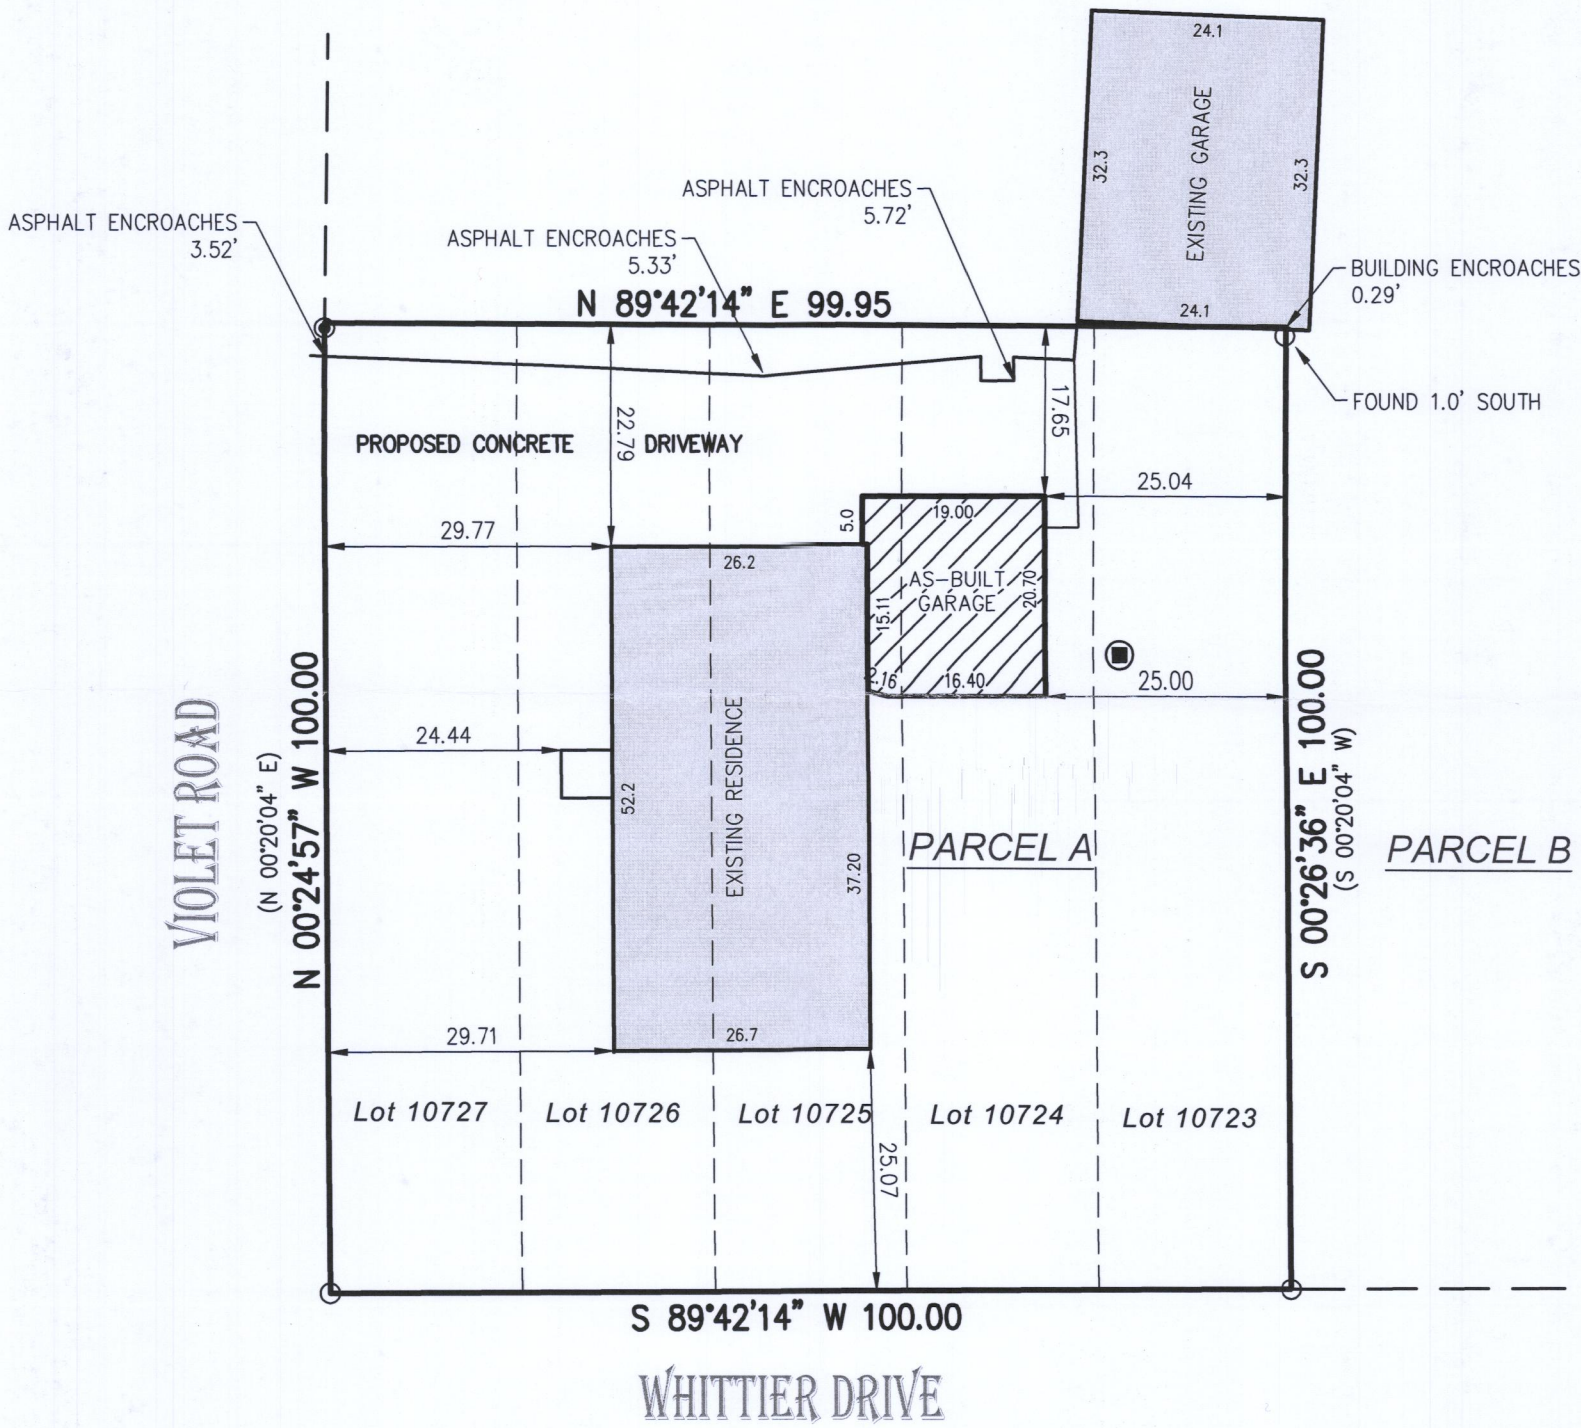 24.1
EXISTING GARAGE
32.3
32.3
24.1
ASPHALT ENCROACHES
5.72'
ASPHALT ENCROACHES
3.52'
ASPHALT ENCROACHES
5.33'
BUILDING ENCROACHES
0.29'
N 89°42'14" E 99.95
FOUND 1.0' SOUTH
22.79
17.65
PROPOSED CONCRETE DRIVEWAY
25.04
29.77
5.0
19.00
26.2
AS-BUILT
GARAGE
15.11
20.70
2.16
16.40
25.00
24.44
52.2
EXISTING RESIDENCE
37.20
VIOLET ROAD
(N 00°20'04" E)
N 00°24'57" W 100.00
PARCEL A
S 00°26'36" E 100.00
(S 00°20'04" W)
PARCEL B
29.71
26.7
Lot 10727
Lot 10726
Lot 10725
Lot 10724
Lot 10723
25.07
S 89°42'14" W 100.00
WHITTIER DRIVE